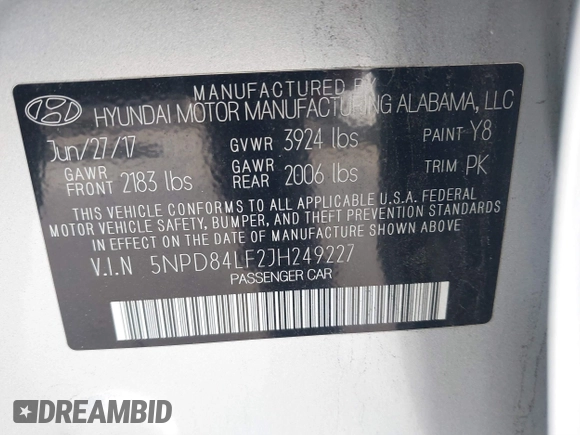 MANUFACTURED BY
HYUNDAI MOTOR MANUFACTURING ALABAMA, LLC
Jun/27/17 GVWR 3924 lbs PAINT Y8
GAWR FRONT 2183 lbs GAWR REAR 2006 lbs TRIM PK
THIS VEHICLE CONFORMS TO ALL APPLICABLE U.S.A. FEDERAL
MOTOR VEHICLE SAFETY, BUMPER, AND THEFT PREVENTION STANDARDS
IN EFFECT ON THE DATE OF MANUFACTURE SHOWN ABOVE.
V.I.N 5NPD84LF2JH249227
PASSENGER CAR
DREAMBID